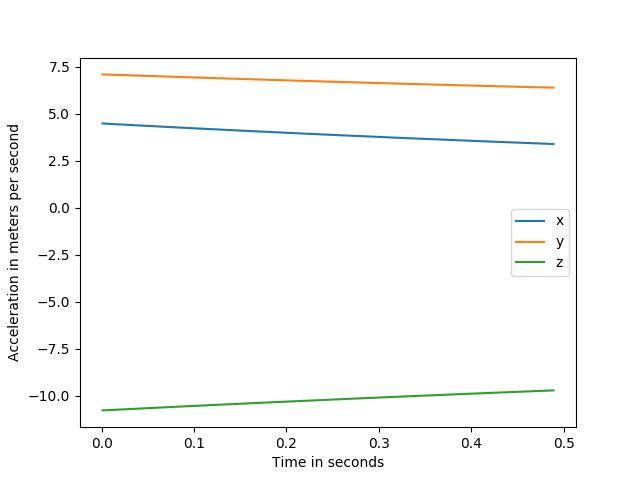 7.5
5.0
2.5
0.0
−2.5
−5.0
−7.5
−10.0
Acceleration in meters per second
x
y
z
0.0 0.1 0.2 0.3 0.4 0.5
Time in seconds